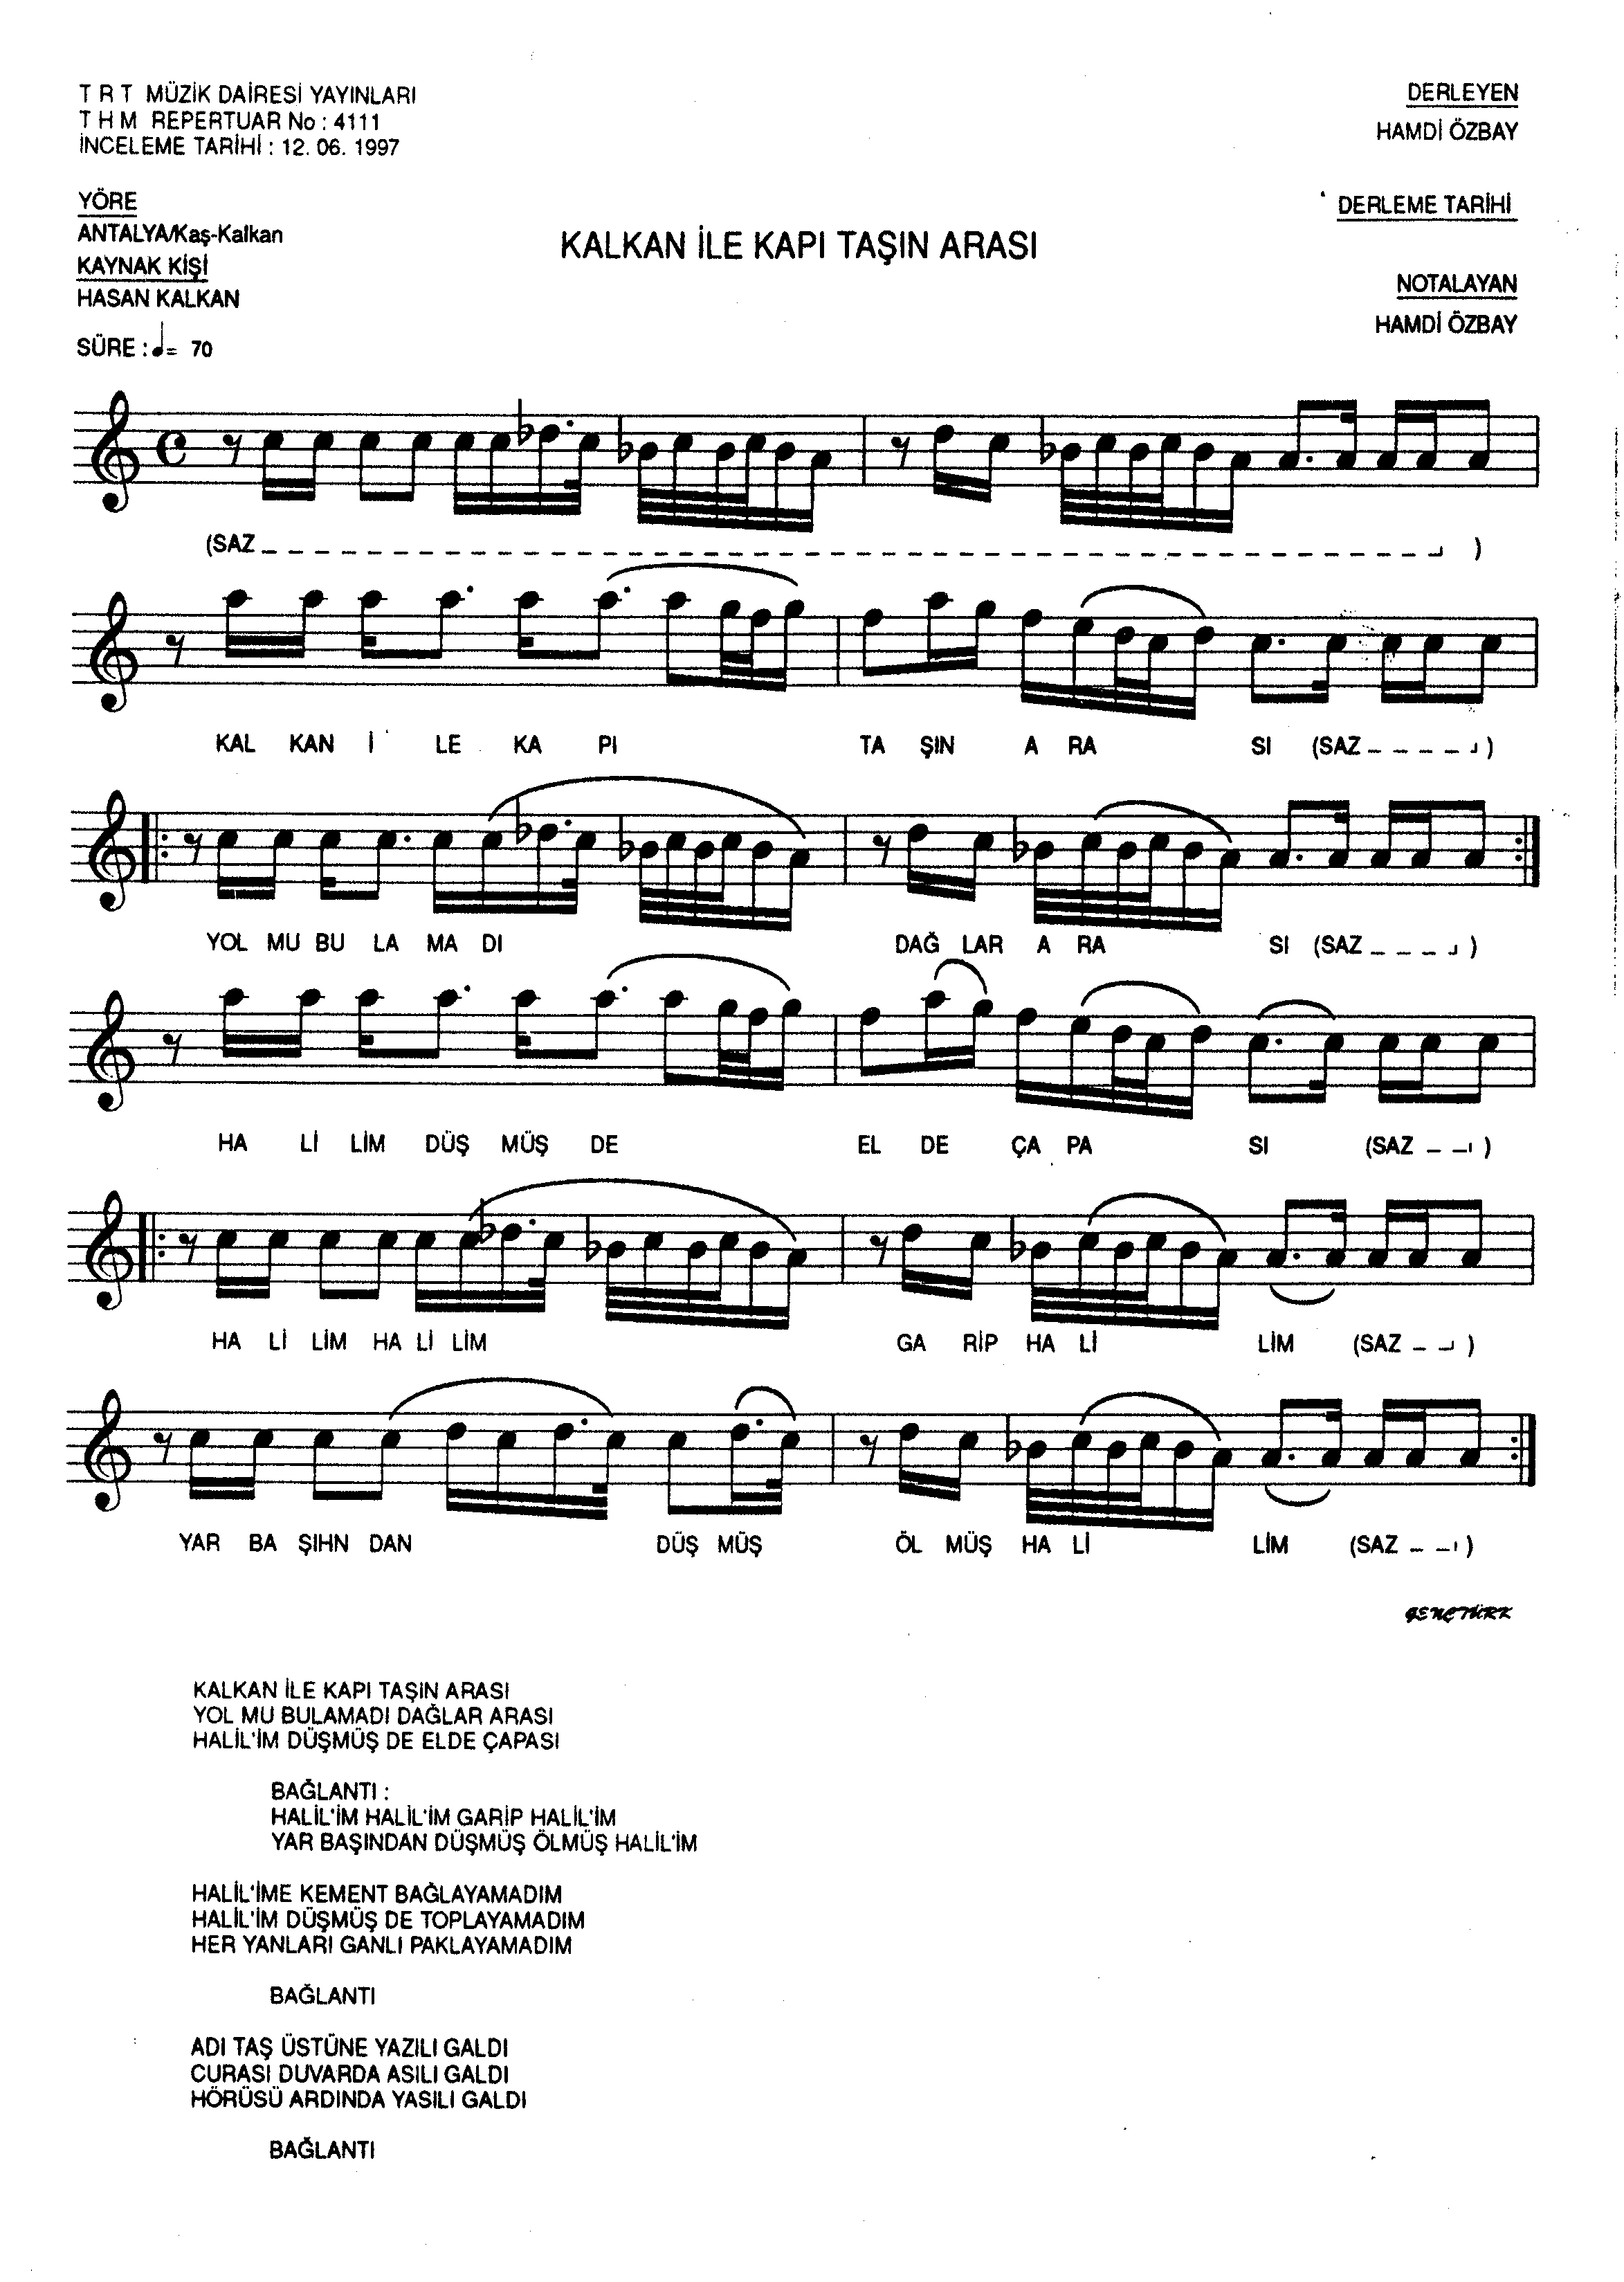 T R T MÜZİK DAİRESİ YAYINLARI
T H M REPERTUAR No : 4111
İNCELEME TARİHİ : 12. 06. 1997
DERLEYEN
HAMDİ ÖZBAY
YÖRE
ANTALYA/Kaş-Kalkan
KAYNAK KİŞİ
HASAN KALKAN
SÜRE : ♩= 70
KALKAN İLE KAPI TAŞIN ARASI
DERLEME TARİHİ
NOTALAYAN
HAMDİ ÖZBAY
(SAZ _ _ _ _ _ _ _ _ _ _ _ _ _ _ _ _ _ _ _ _ _ _ _ _ _ _ _ _ _ _ )
KAL KAN İ LE KA PI TA ŞIN A RA SI (SAZ _ _ _ _ )
YOL MU BU LA MA DI DAĞ LAR A RA SI (SAZ _ _ _ )
HA Lİ LİM DÜŞ MÜŞ DE EL DE ÇA PA SI (SAZ _ _ )
HA Lİ LİM HA Lİ LİM GA RİP HA Lİ LİM (SAZ _ _ )
YAR BA ŞIHN DAN DÜŞ MÜŞ ÖL MÜŞ HA Lİ LİM (SAZ _ _ )
GENÇTÜRK
KALKAN İLE KAPI TAŞIN ARASI
YOL MU BULAMADI DAĞLAR ARASI
HALİL'İM DÜŞMÜŞ DE ELDE ÇAPASI
BAĞLANTI :
HALİL'İM HALİL'İM GARİP HALİL'İM
YAR BAŞINDAN DÜŞMÜŞ ÖLMÜŞ HALİL'İM
HALİL'İME KEMENT BAĞLAYAMADIM
HALİL'İM DÜŞMÜŞ DE TOPLAYAMADIM
HER YANLARI GANLI PAKLAYAMADIM
BAĞLANTI
ADI TAŞ ÜSTÜNE YAZILI GALDI
CURASI DUVARDA ASILI GALDI
HÖRÜSÜ ARDINDA YASILI GALDI
BAĞLANTI